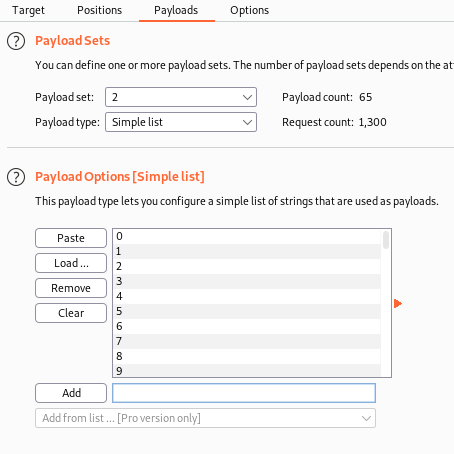 Target Positions Payloads Options
? Payload Sets
You can define one or more payload sets. The number of payload sets depends on the
Payload set: 2 Payload count: 65
Payload type: Simple list Request count: 1,300
? Payload Options [Simple list]
This payload type lets you configure a simple list of strings that are used as payloads.
Paste
Load ...
Remove
Clear
0
1
2
3
4
5
6
7
8
9
Add
Add from list ... [Pro version only]